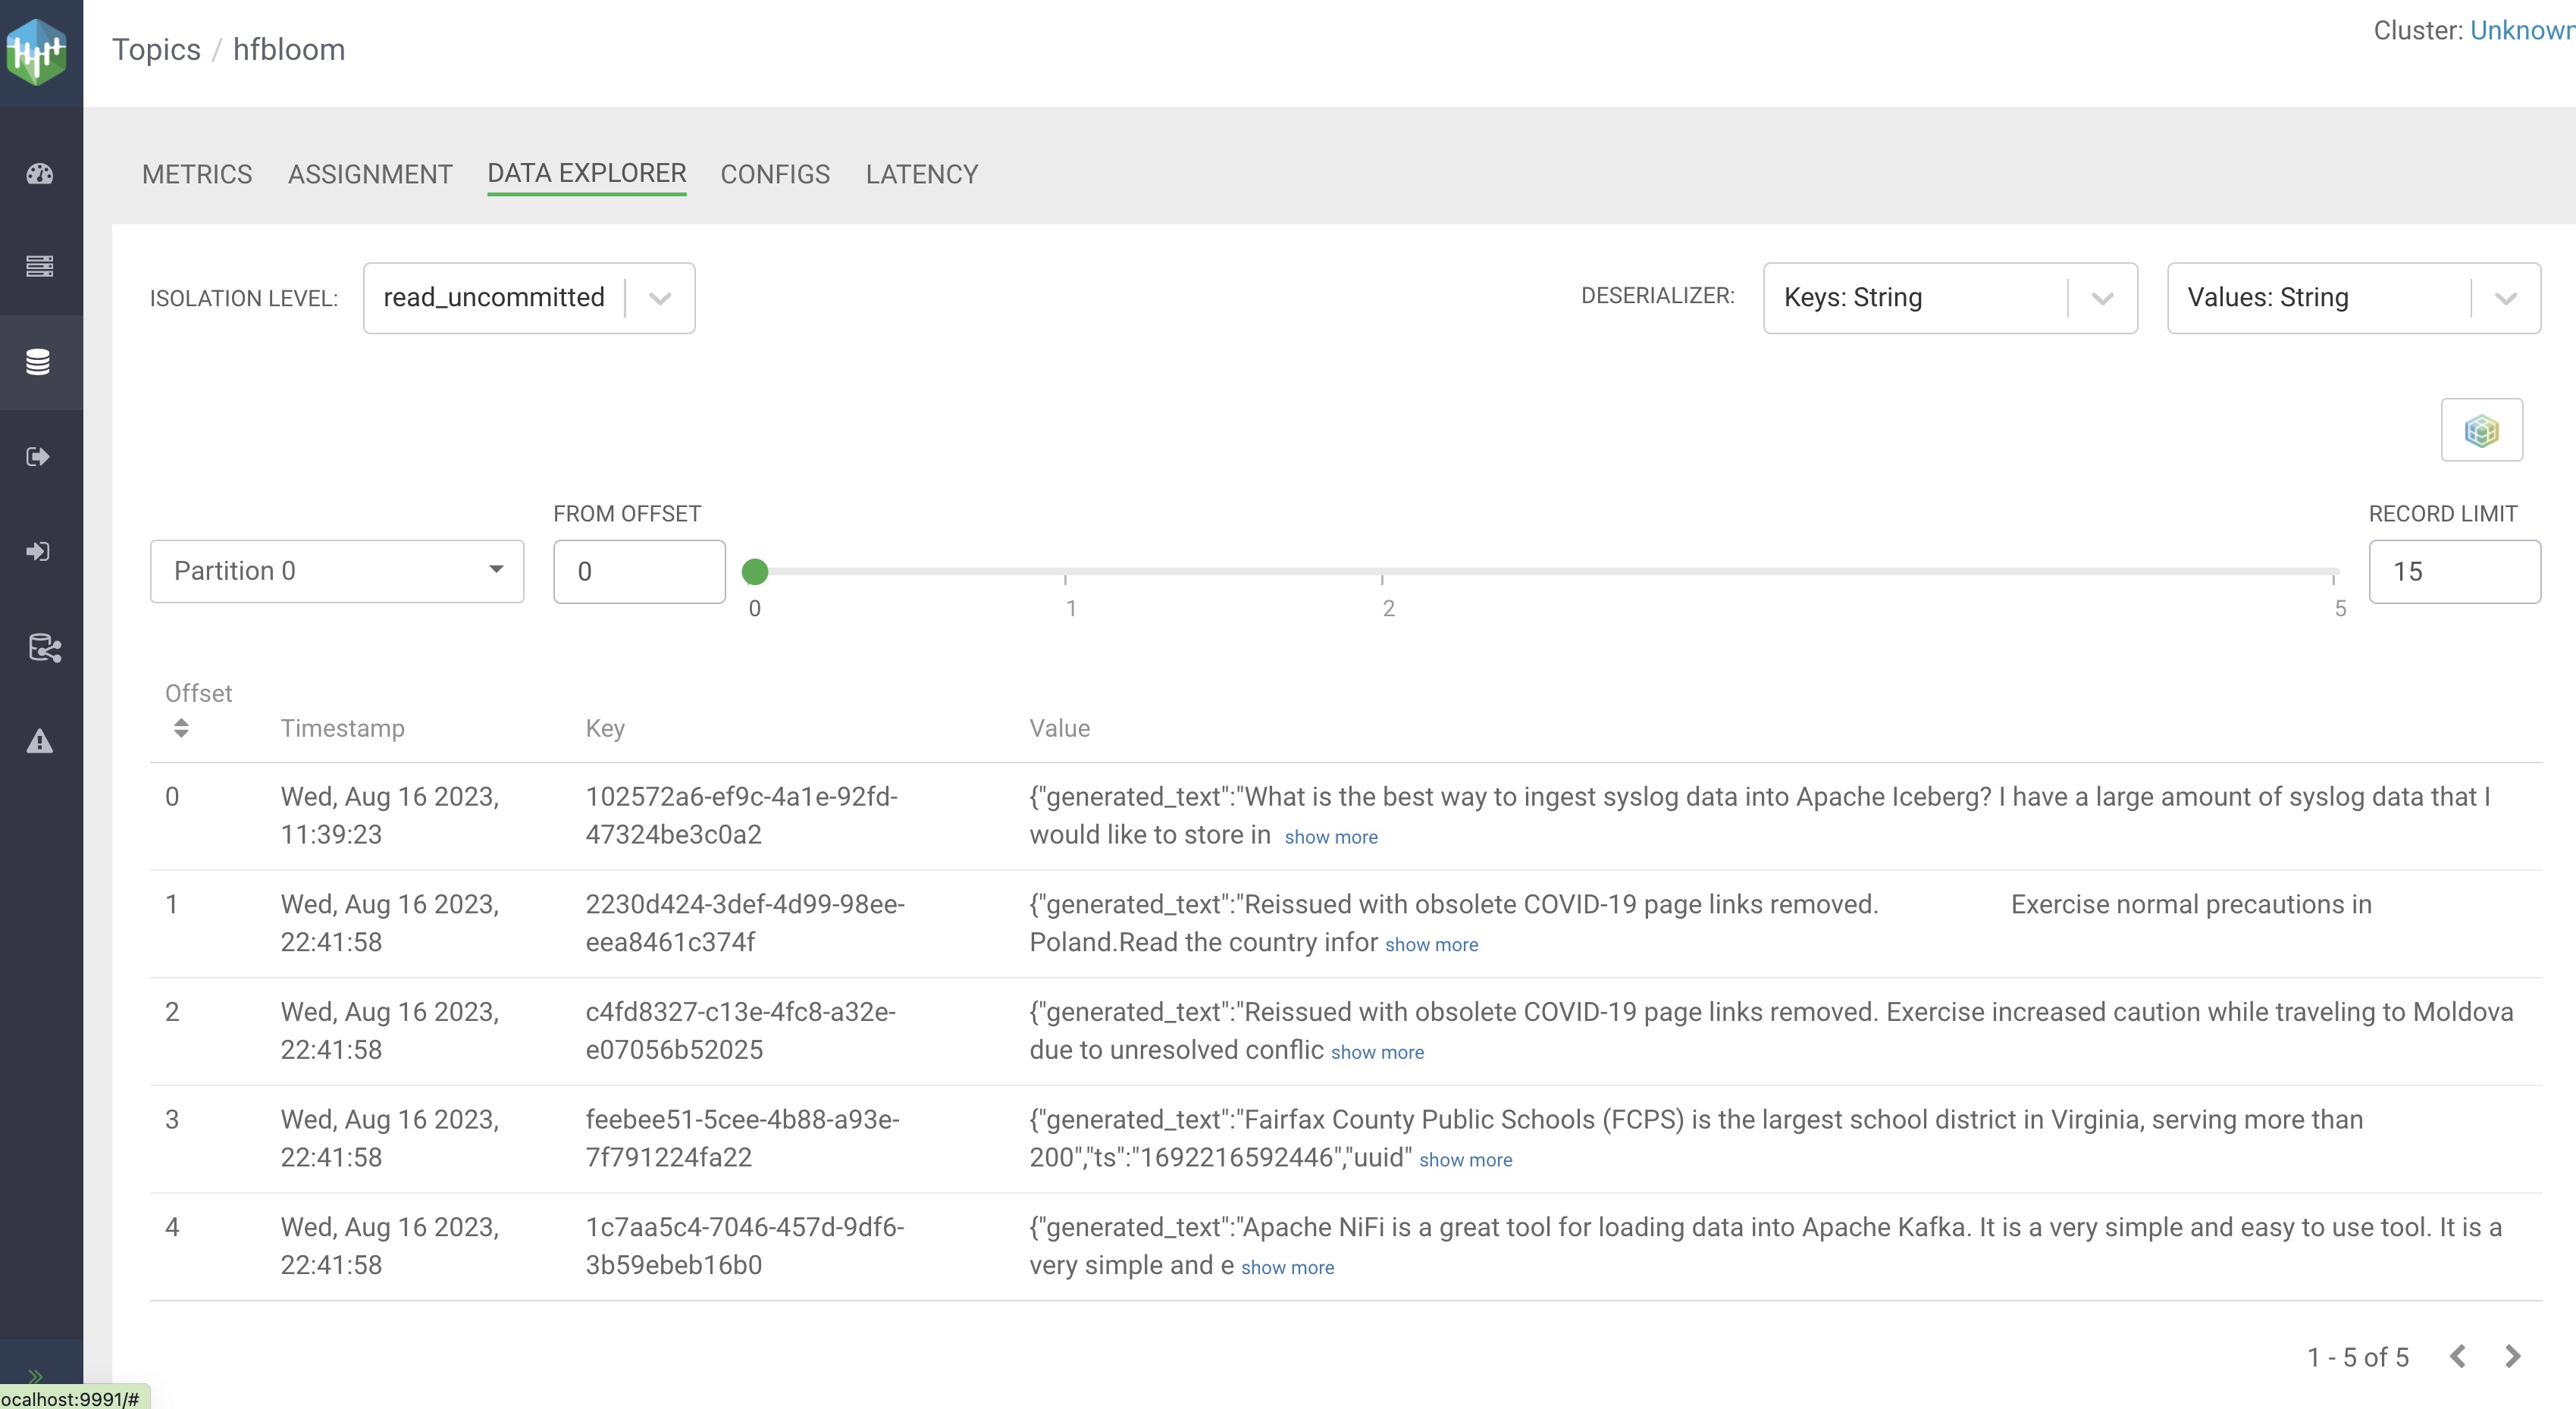 Topics / hfbloom
Cluster: Unknown
METRICS ASSIGNMENT DATA EXPLORER CONFIGS LATENCY
ISOLATION LEVEL: read_uncommitted DESERIALIZER: Keys: String Values: String
FROM OFFSET RECORD LIMIT
Partition 0 0 15
0 1 2 5
Offset
Timestamp Key Value
0 Wed, Aug 16 2023, 102572a6-ef9c-4a1e-92fd- {"generated_text":"What is the best way to ingest syslog data into Apache Iceberg? I have a large amount of syslog data that I
11:39:23 47324be3c0a2 would like to store in show more
1 Wed, Aug 16 2023, 2230d424-3def-4d99-98ee- {"generated_text":"Reissued with obsolete COVID-19 page links removed. Exercise normal precautions in
22:41:58 eea8461c374f Poland.Read the country infor show more
2 Wed, Aug 16 2023, c4fd8327-c13e-4fc8-a32e- {"generated_text":"Reissued with obsolete COVID-19 page links removed. Exercise increased caution while traveling to Moldova
22:41:58 e07056b52025 due to unresolved conflic show more
3 Wed, Aug 16 2023, feebee51-5cee-4b88-a93e- {"generated_text":"Fairfax County Public Schools (FCPS) is the largest school district in Virginia, serving more than
22:41:58 7f791224fa22 200","ts":"1692216592446","uuid" show more
4 Wed, Aug 16 2023, 1c7aa5c4-7046-457d-9df6- {"generated_text":"Apache NiFi is a great tool for loading data into Apache Kafka. It is a very simple and easy to use tool. It is a
22:41:58 3b59ebeb16b0 very simple and e show more
1 - 5 of 5
ocalhost:9991/#